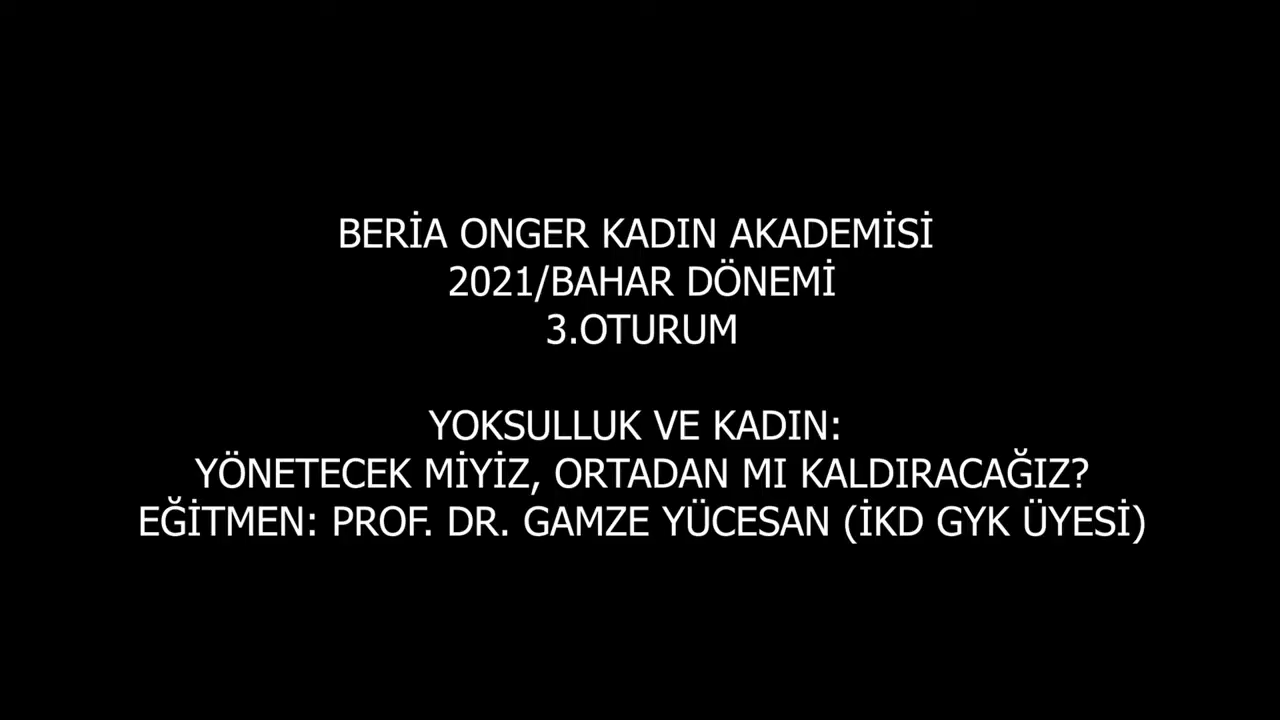 BERİA ONGER KADIN AKADEMİSİ
2021/BAHAR DÖNEMİ
3.OTURUM
YOKSULLUK VE KADIN:
YÖNETECEK MİYİZ, ORTADAN MI KALDIRACAĞIZ?
EĞİTMEN: PROF. DR. GAMZE YÜCESAN (İKD GYK ÜYESİ)